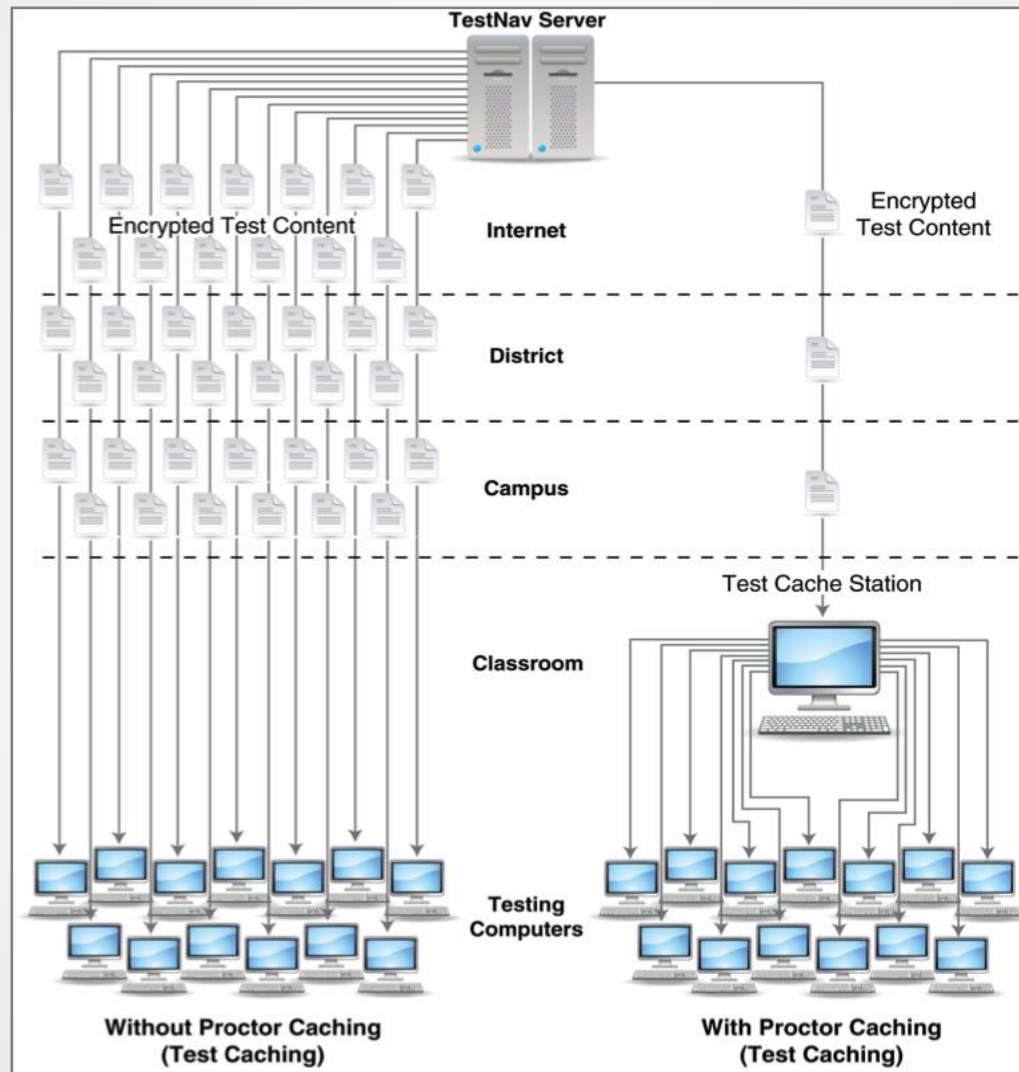 TestNav Server
Encrypted Test Content
Internet
Encrypted
Test Content
District
Campus
Test Cache Station
Classroom
Testing
Computers
Without Proctor Caching
(Test Caching)
With Proctor Caching
(Test Caching)